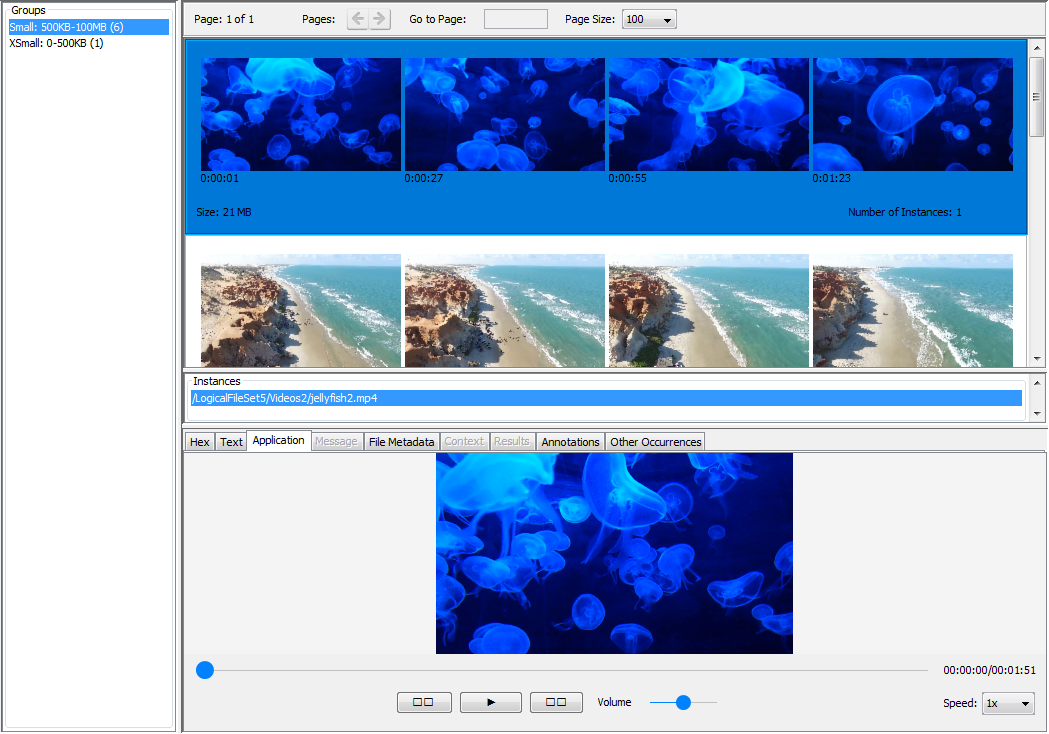 Groups
Small: 500KB-100MB (6)
XSmall: 0-500KB (1)
Page: 1 of 1 Pages: Go to Page: Page Size: 100
0:00:01 0:00:27 0:00:55 0:01:23
Size: 21 MB Number of Instances: 1
Instances
/LogicalFileSet5/Videos2/jellyfish2.mp4
Hex Text Application Message File Metadata Context Results Annotations Other Occurrences
00:00:00/00:01:51
Volume Speed: 1x